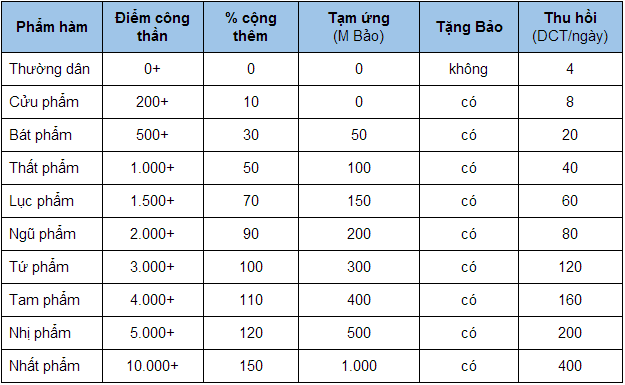 Phẩm hàm | Điểm công thần | % cộng thêm | Tạm ứng (M Bảo) | Tặng Bảo | Thu hồi (DCT/ngày)
Thường dân | 0+ | 0 | 0 | không | 4
Cửu phẩm | 200+ | 10 | 0 | có | 8
Bát phẩm | 500+ | 30 | 50 | có | 20
Thất phẩm | 1.000+ | 50 | 100 | có | 40
Lục phẩm | 1.500+ | 70 | 150 | có | 60
Ngũ phẩm | 2.000+ | 90 | 200 | có | 80
Tứ phẩm | 3.000+ | 100 | 300 | có | 120
Tam phẩm | 4.000+ | 110 | 400 | có | 160
Nhị phẩm | 5.000+ | 120 | 500 | có | 200
Nhất phẩm | 10.000+ | 150 | 1.000 | có | 400